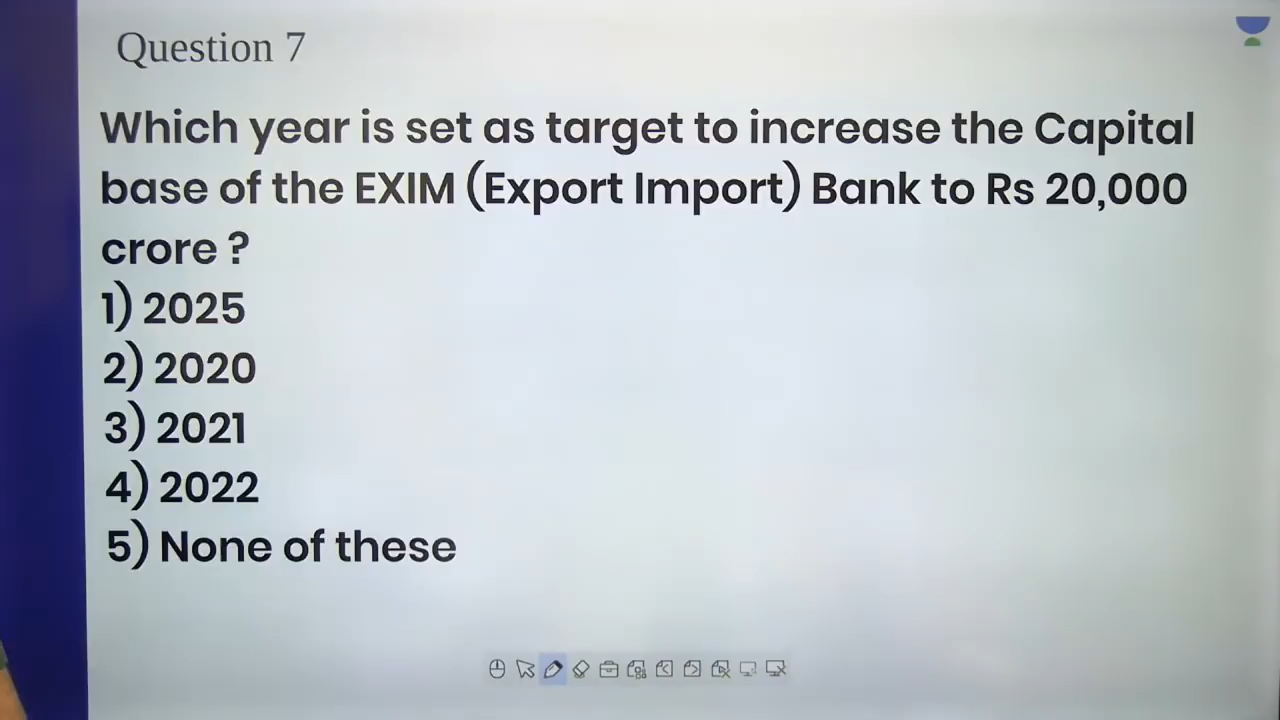 Question 7
Which year is set as target to increase the Capital
base of the EXIM (Export Import) Bank to Rs 20,000
crore ?
1) 2025
2) 2020
3) 2021
4) 2022
5) None of these